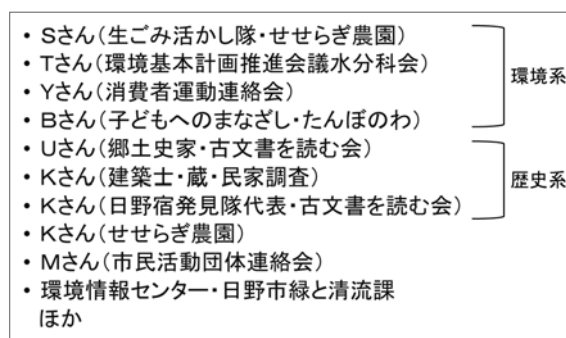 ・Sさん(生ごみ活かし隊・せせらぎ農園)
・Tさん(環境基本計画推進会議水分科会)
・Yさん(消費者運動連絡会)
・Bさん(子どもへのまなざし・たんぽのわ)
環境系
・Uさん(郷土史家・古文書を読む会)
・Kさん(建築士・蔵・民家調査)
・Kさん(日野宿発見隊代表・古文書を読む会)
歴史系
・Kさん(せせらぎ農園)
・Mさん(市民活動団体連絡会)
・環境情報センター・日野市緑と清流課
ほか